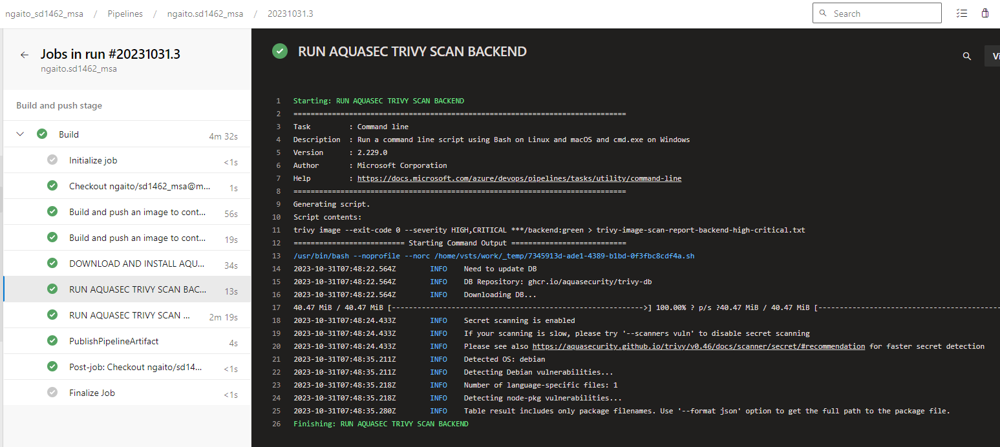 ngaito_sd1462_msa / Pipelines / ngaito.sd1462_msa / 20231031.3
Search
Jobs in run #20231031.3
ngaito.sd1462_msa
Build and push stage
Build 4m 32s
Initialize job <1s
Checkout ngaito/sd1462_msa@m... 1s
Build and push an image to cont... 56s
Build and push an image to cont... 19s
DOWNLOAD AND INSTALL AQU... 34s
RUN AQUASEC TRIVY SCAN BAC... 13s
RUN AQUASEC TRIVY SCAN ... 2m 19s
PublishPipelineArtifact 4s
Post-job: Checkout ngaito/sd14... <1s
Finalize Job <1s
RUN AQUASEC TRIVY SCAN BACKEND
Vi
1 Starting: RUN AQUASEC TRIVY SCAN BACKEND
2 ==============================================================================
3 Task : Command line
4 Description : Run a command line script using Bash on Linux and macOS and cmd.exe on Windows
5 Version : 2.229.0
6 Author : Microsoft Corporation
7 Help : https://docs.microsoft.com/azure/devops/pipelines/tasks/utility/command-line
8 ==============================================================================
9 Generating script.
10 Script contents:
11 trivy image --exit-code 0 --severity HIGH,CRITICAL ***/backend:green > trivy-image-scan-report-backend-high-critical.txt
12 ========================== Starting Command Output ===========================
13 /usr/bin/bash --noprofile --norc /home/vsts/work/_temp/7345913d-ade1-4389-b1bd-0f3fbc8cdf4a.sh
14 2023-10-31T07:48:22.564Z INFO Need to update DB
15 2023-10-31T07:48:22.564Z INFO DB Repository: ghcr.io/aquasecurity/trivy-db
16 2023-10-31T07:48:22.564Z INFO Downloading DB...
17 40.47 MiB / 40.47 MiB [----------------------------------------------------------->] 100.00% ? p/s ?40.47 MiB / 40.47 MiB [-------------------------------------------
18 2023-10-31T07:48:24.433Z INFO Secret scanning is enabled
19 2023-10-31T07:48:24.433Z INFO If your scanning is slow, please try '--scanners vuln' to disable secret scanning
20 2023-10-31T07:48:24.433Z INFO Please see also https://aquasecurity.github.io/trivy/v0.46/docs/scanner/secret/#recommendation for faster secret detection
21 2023-10-31T07:48:35.211Z INFO Detected OS: debian
22 2023-10-31T07:48:35.211Z INFO Detecting Debian vulnerabilities...
23 2023-10-31T07:48:35.218Z INFO Number of language-specific files: 1
24 2023-10-31T07:48:35.218Z INFO Detecting node-pkg vulnerabilities...
25 2023-10-31T07:48:35.280Z INFO Table result includes only package filenames. Use '--format json' option to get the full path to the package file.
26 Finishing: RUN AQUASEC TRIVY SCAN BACKEND